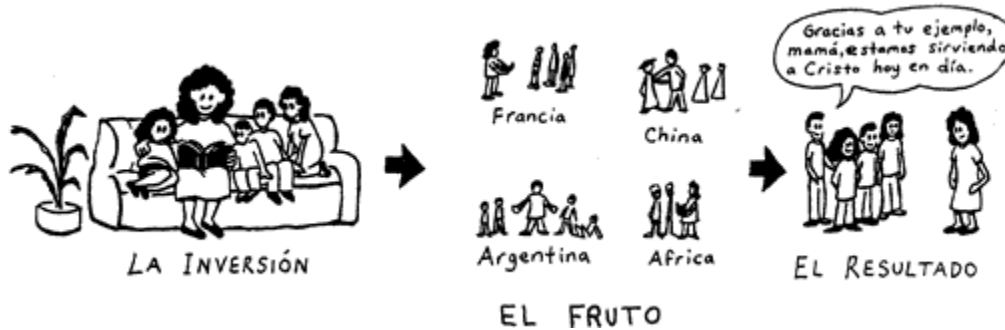 LA INVERSIÓN
Francia
China
Argentina
Africa
EL FRUTO
Gracias a tu ejemplo,
mamá, estamos sirviendo
a Cristo hoy en día.
EL RESULTADO